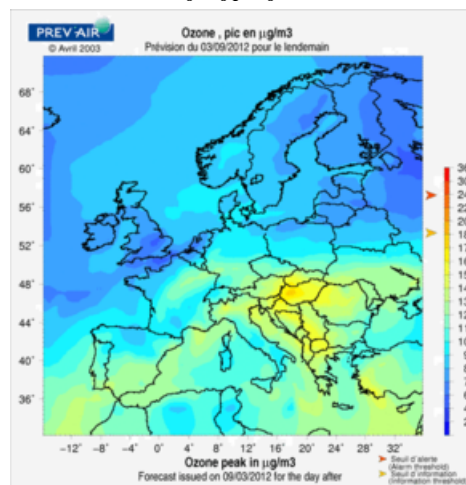 PREV'AIR
© Avril 2003
Ozone , pic en µg/m3
Prévision du 03/09/2012 pour le lendemain
68°
64°
60°
56°
52°
48°
44°
40°
36°
-12° -8° -4° 0° 4° 8° 12° 16° 20° 24° 28° 32°
Ozone peak in µg/m3
Forecast issued on 09/03/2012 for the day after
Seuil d'alerte
(Alarm threshold)
Seuil d'information
(Information threshold)